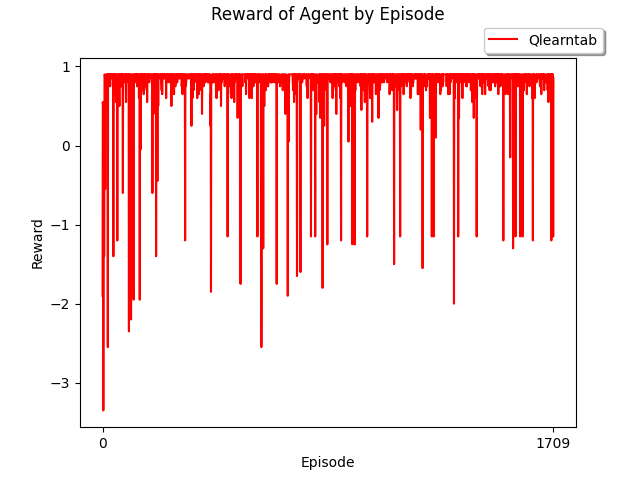 Reward of Agent by Episode
Qlearntab
1
0
−1
−2
−3
Reward
0
1709
Episode